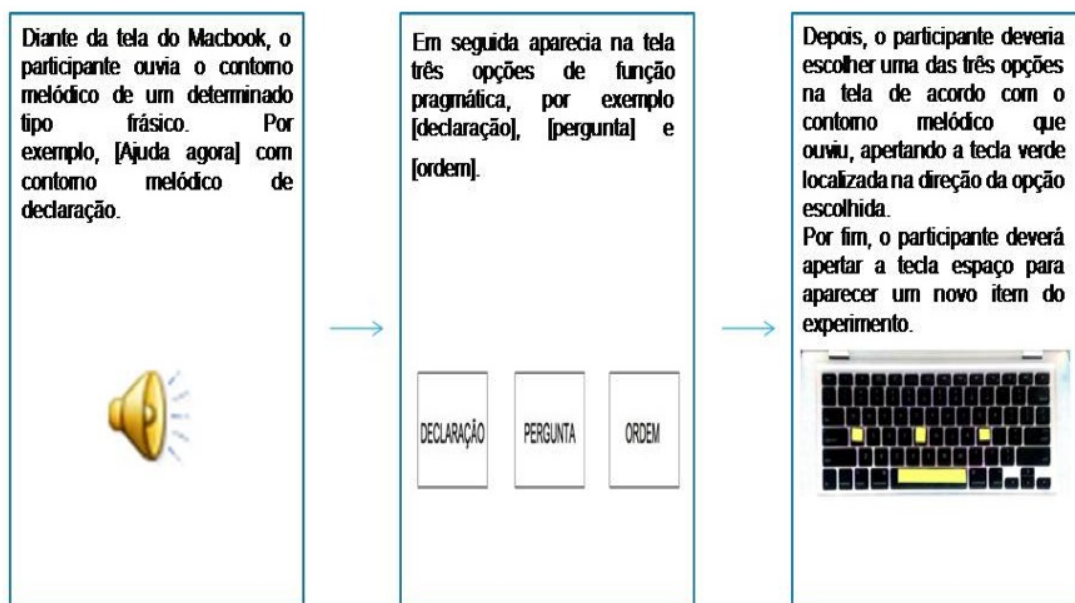 Diante da tela do Macbook, o
participante ouvia o contorno
melódico de um determinado
tipo frásico. Por
exemplo, [Ajuda agora] com
contorno melódico de
declaração.
Em seguida aparecia na tela
três opções de função
pragmática, por exemplo
[declaração], [pergunta] e
[ordem].
DECLARAÇÃO
PERGUNTA
ORDEM
Depois, o participante deveria
escolher uma das três opções
na tela de acordo com o
contorno melódico que
ouviu, apertando a tecla verde
localizada na direção da opção
escolhida.
Por fim, o participante deverá
apertar a tecla espaço para
aparecer um novo item do
experimento.